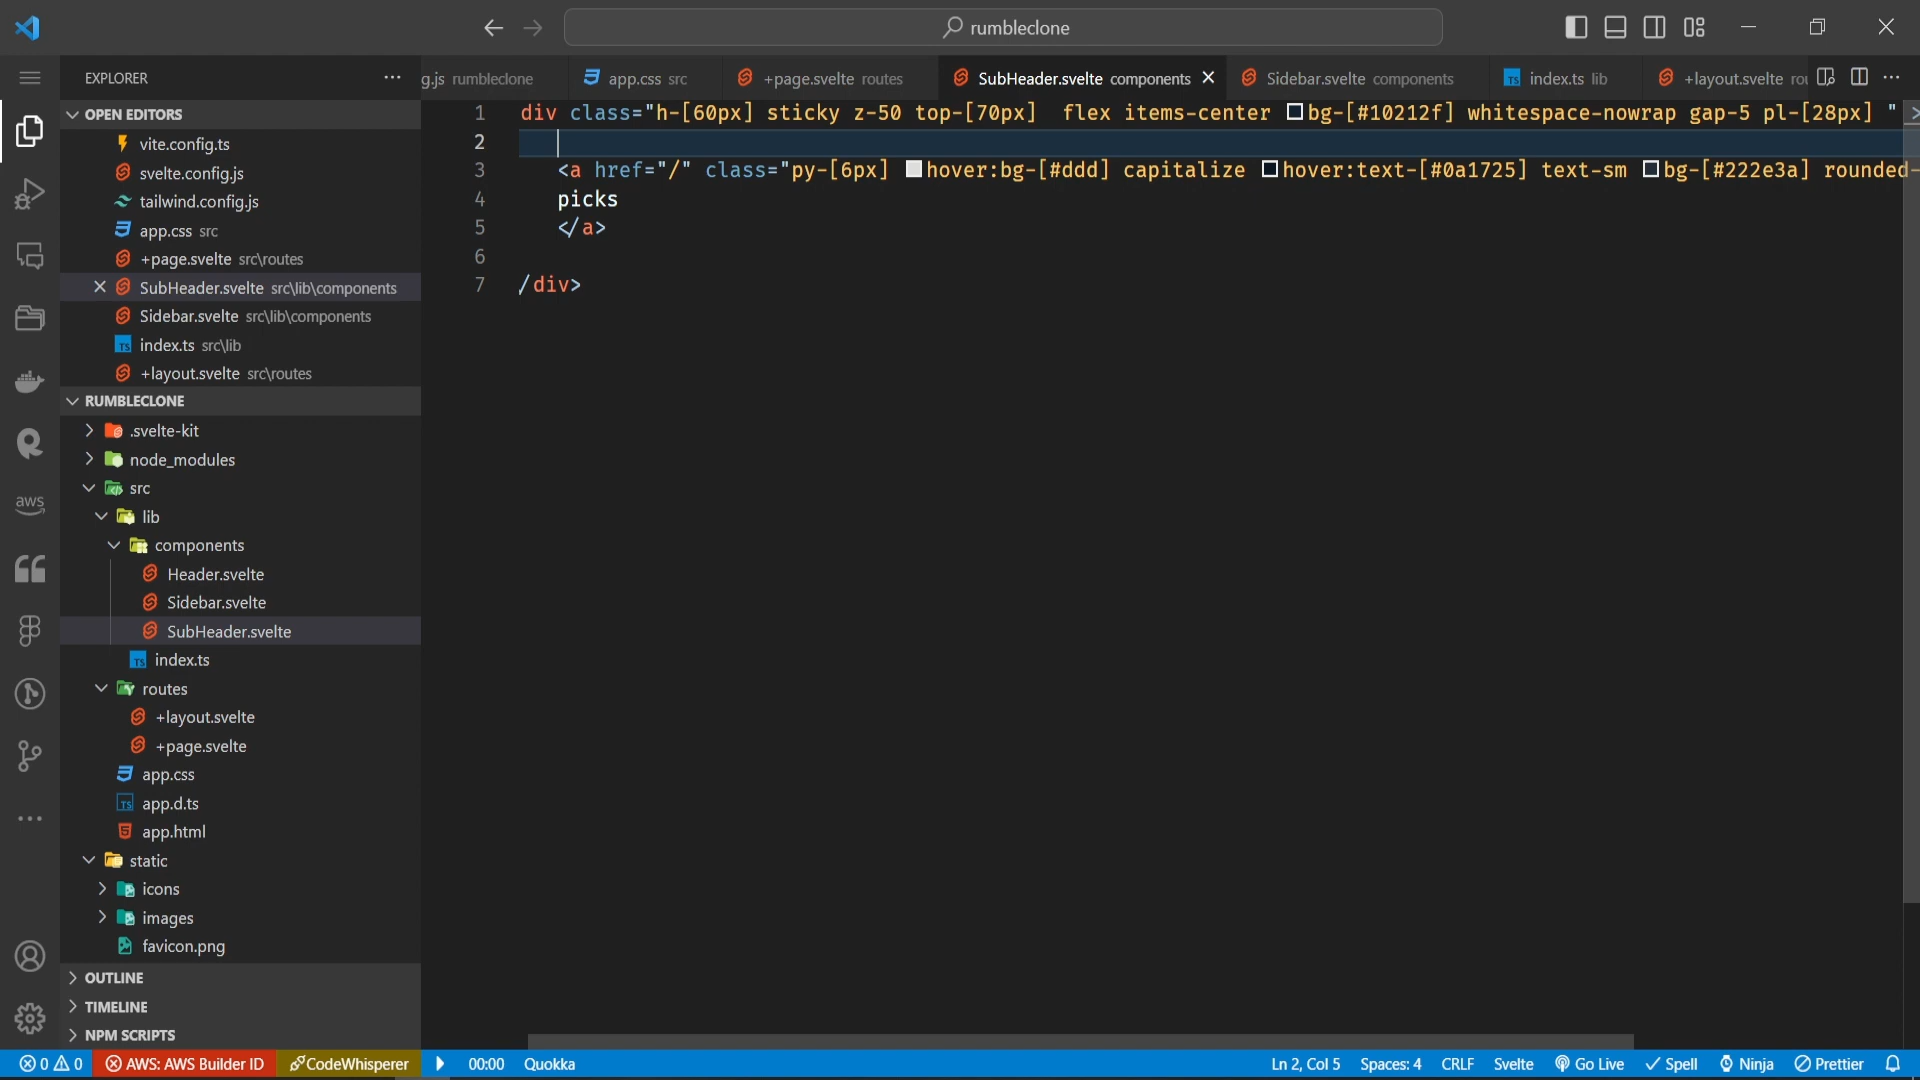 rumbleclone
EXPLORER
g.js rumbleclone
app.css src
+page.svelte routes
SubHeader.svelte components
Sidebar.svelte components
index.ts lib
+layout.svelte rou
OPEN EDITORS
vite.config.ts
svelte.config.js
tailwind.config.js
app.css src
+page.svelte src\routes
SubHeader.svelte src\lib\components
Sidebar.svelte src\lib\components
index.ts src\lib
+layout.svelte src\routes
RUMBLECLONE
.svelte-kit
node_modules
src
lib
components
Header.svelte
Sidebar.svelte
SubHeader.svelte
index.ts
routes
+layout.svelte
+page.svelte
app.css
app.d.ts
app.html
static
icons
images
favicon.png
OUTLINE
TIMELINE
NPM SCRIPTS
aws
1 div class="h-[60px] sticky z-50 top-[70px]  flex items-center bg-[#10212f] whitespace-nowrap gap-5 pl-[28px] " >
2
3 <a href="/" class="py-[6px] hover:bg-[#ddd] capitalize hover:text-[#0a1725] text-sm bg-[#222e3a] rounded-
4 picks
5 </a>
6
7 /div>
0 0 AWS: AWS Builder ID CodeWhisperer 00:00 Quokka Ln 2, Col 5 Spaces: 4 CRLF Svelte Go Live Spell Ninja Prettier